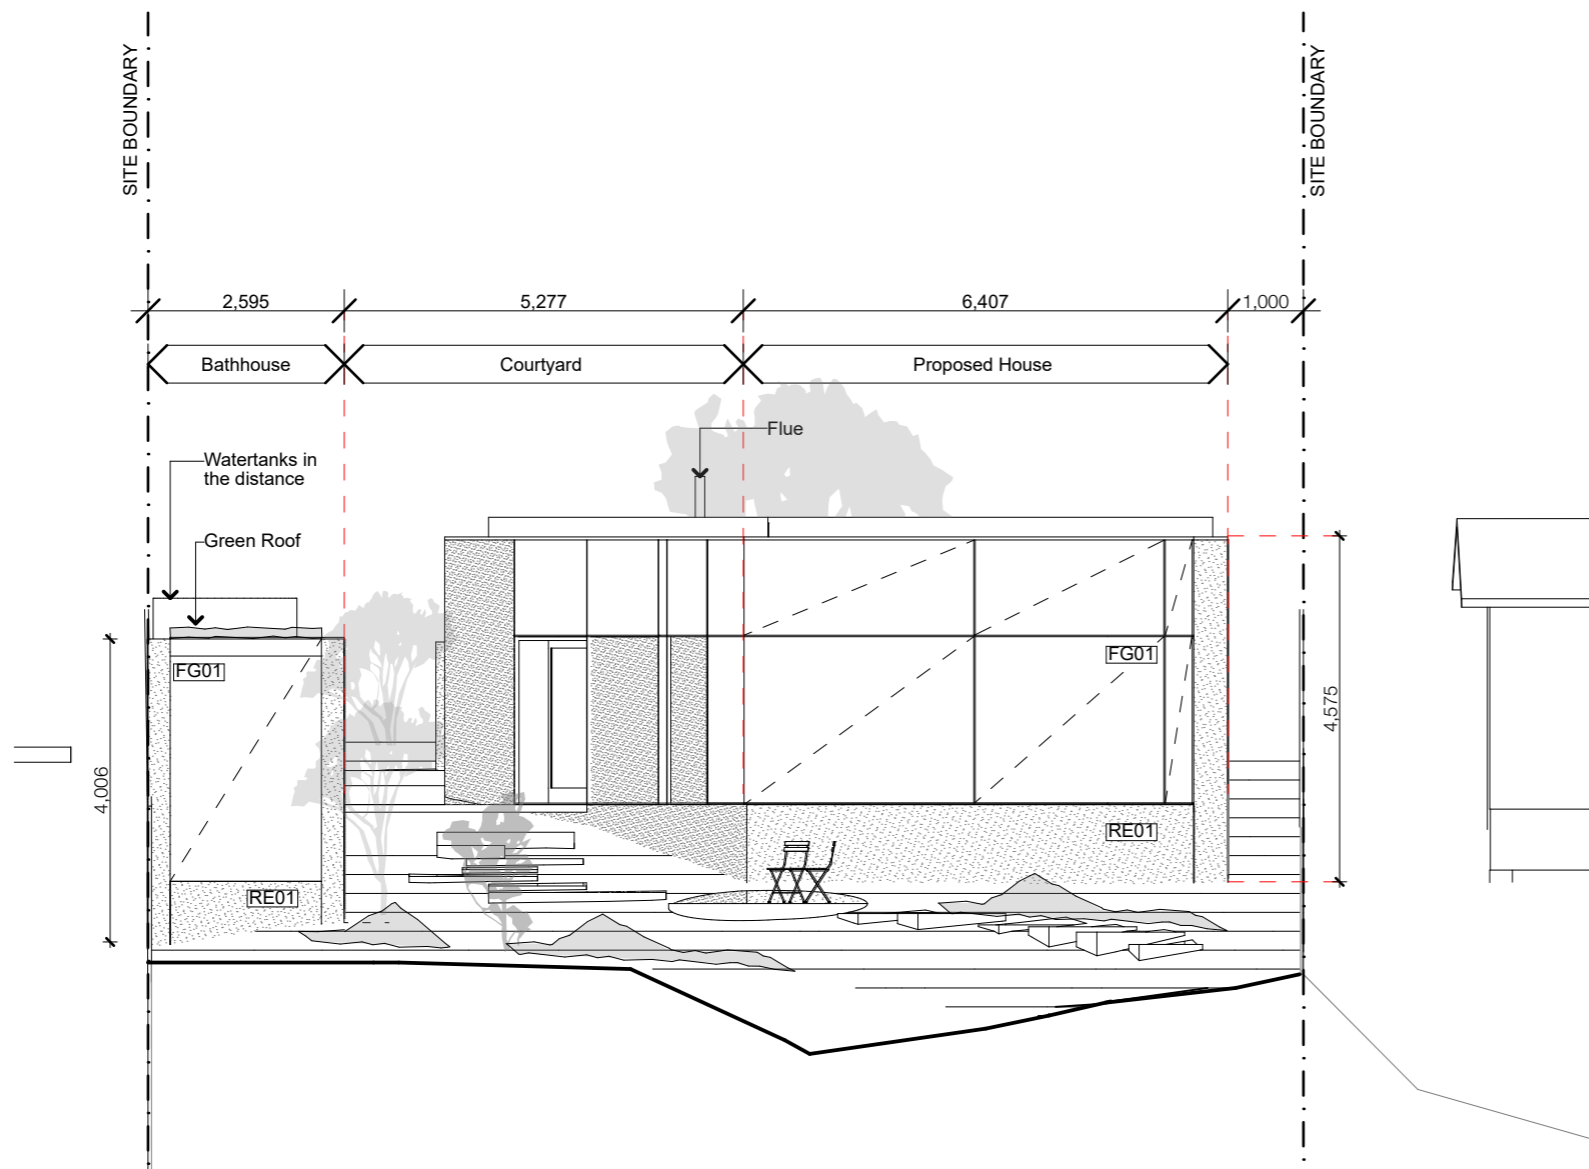 SITE BOUNDARY
SITE BOUNDARY
2,595
5,277
6,407
1,000
Bathhouse
Courtyard
Proposed House
Flue
Watertanks in
the distance
Green Roof
FG01
FG01
4,575
4,006
RE01
RE01